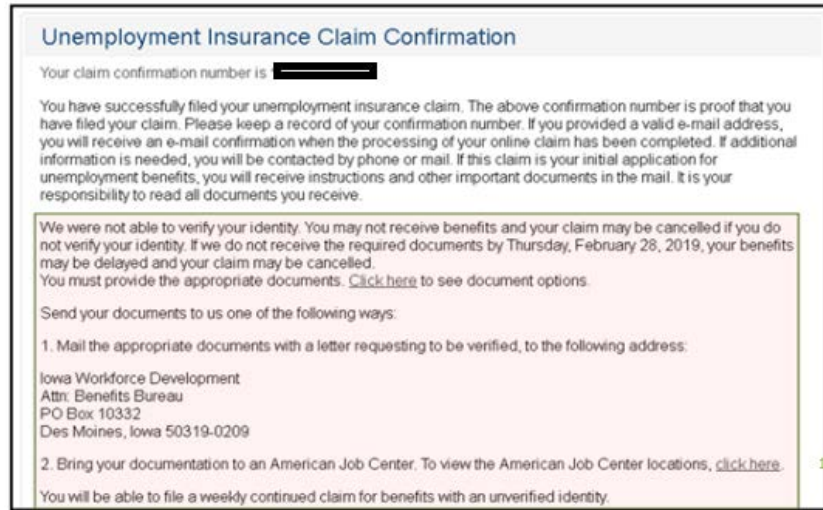 Unemployment Insurance Claim Confirmation
Your claim confirmation number is
You have successfully filed your unemployment insurance claim. The above confirmation number is proof that you
have filed your claim. Please keep a record of your confirmation number. If you provided a valid e-mail address,
you will receive an e-mail confirmation when the processing of your online claim has been completed. If additional
information is needed, you will be contacted by phone or mail. If this claim is your initial application for
unemployment benefits, you will receive instructions and other important documents in the mail. It is your
responsibility to read all documents you receive.
We were not able to verify your identity. You may not receive benefits and your claim may be cancelled if you do
not verify your identity. If we do not receive the required documents by Thursday, February 28, 2019, your benefits
may be delayed and your claim may be cancelled.
You must provide the appropriate documents. Click here to see document options.
Send your documents to us one of the following ways:
1. Mail the appropriate documents with a letter requesting to be verified, to the following address:
Iowa Workforce Development
Attn: Benefits Bureau
PO Box 10332
Des Moines, Iowa 50319-0209
2. Bring your documentation to an American Job Center. To view the American Job Center locations, click here.
1
You will be able to file a weekly continued claim for benefits with an unverified identity.